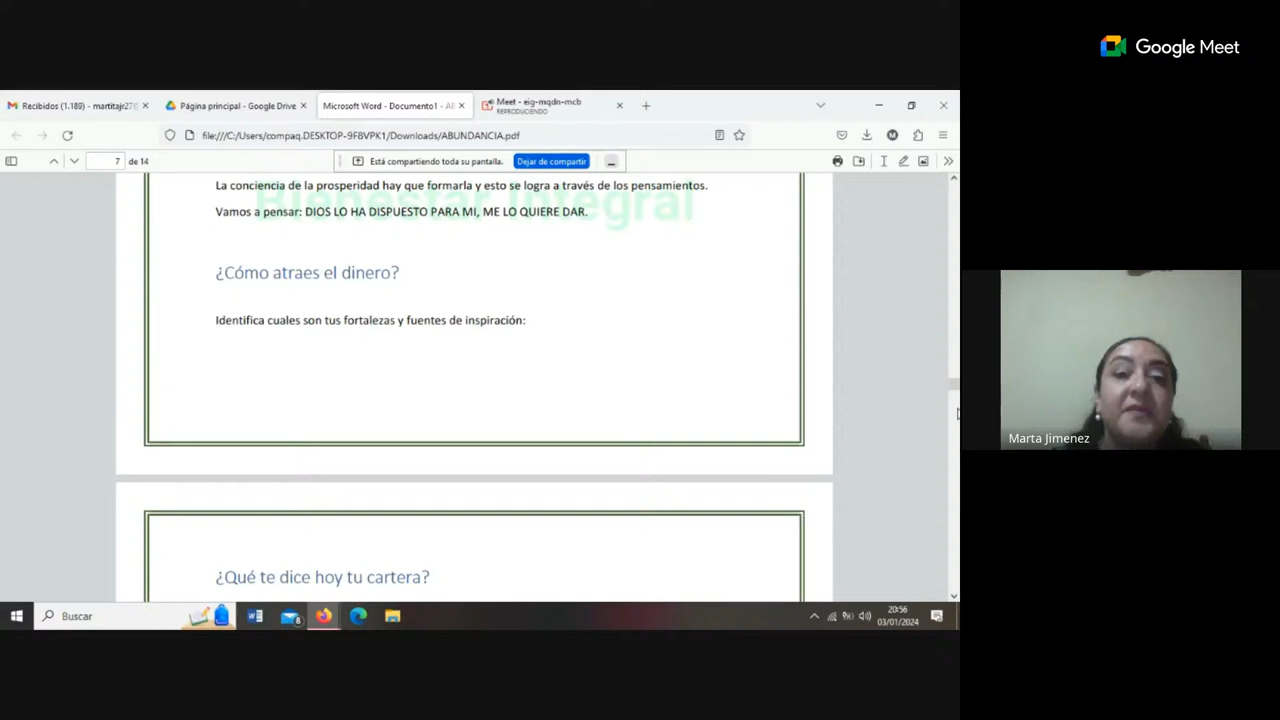 Google Meet
Recibidos (1.189) - martitajr27@
Página principal - Google Drive
Microsoft Word - Documento1 - AB
Meet - eig-mqdn-mcb
REPRODUCIENDO
file:///C:/Users/compaq.DESKTOP-9F8VPK1/Downloads/ABUNDANCIA.pdf
7 de 14
Está compartiendo toda su pantalla.
Dejar de compartir
La conciencia de la prosperidad hay que formarla y esto se logra a través de los pensamientos.
Bienestar Integral
Vamos a pensar: DIOS LO HA DISPUESTO PARA MI, ME LO QUIERE DAR.
¿Cómo atraes el dinero?
Identifica cuales son tus fortalezas y fuentes de inspiración:
¿Qué te dice hoy tu cartera?
Marta Jimenez
Buscar
8
20:56
03/01/2024